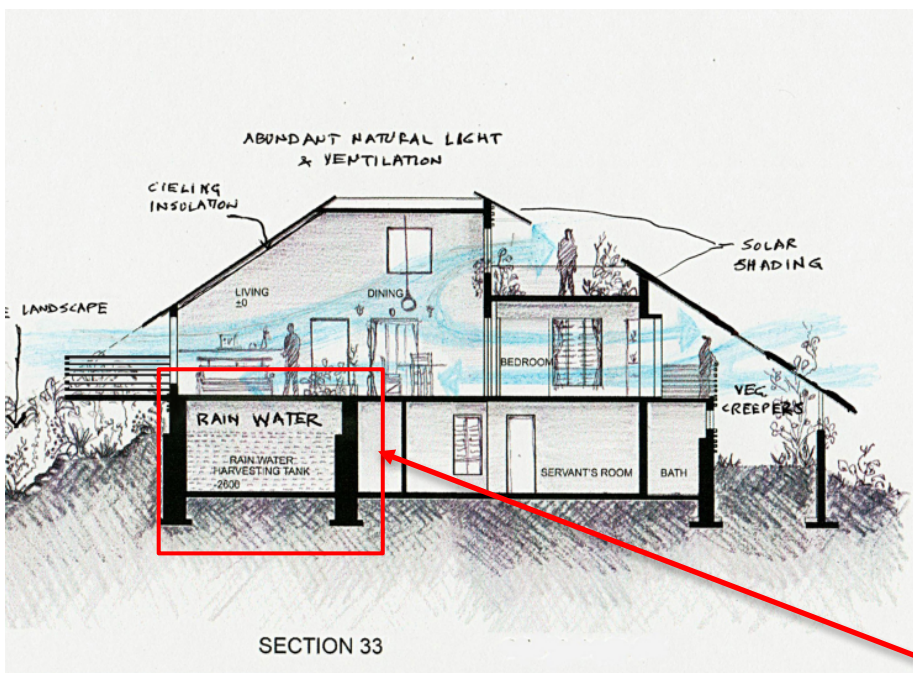 ABUNDANT NATURAL LIGHT
& VENTILATION
CIELING
INSULATION
SOLAR
SHADING
LIVING
±0
DINING
E LANDSCAPE
BEDROOM
VEG.
CREEPERS
RAIN WATER
RAIN WATER
HARVESTING TANK
-2600
SERVANT'S ROOM
BATH
SECTION 33